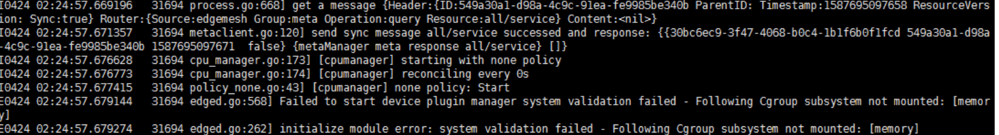 I0424 02:24:57.669196   31694 process.go:668] get a message {Header:{ID:549a30a1-d98a-4c9c-91ea-fe9985be340b ParentID: Timestamp:1587695097658 ResourceVers
ion: Sync:true} Router:{Source:edgemesh Group:meta Operation:query Resource:all/service} Content:<nil>}
I0424 02:24:57.671357   31694 metaclient.go:120] send sync message all/service successed and response: {{30bc6ec9-3f47-4068-b0c4-1b1f6b0f1fcd 549a30a1-d98a
-4c9c-91ea-fe9985be340b 1587695097671  false} {metaManager meta response all/service} []}
I0424 02:24:57.676628   31694 cpu_manager.go:173] [cpumanager] starting with none policy
I0424 02:24:57.676773   31694 cpu_manager.go:174] [cpumanager] reconciling every 0s
I0424 02:24:57.677415   31694 policy_none.go:43] [cpumanager] none policy: Start
E0424 02:24:57.679144   31694 edged.go:568] Failed to start device plugin manager system validation failed - Following Cgroup subsystem not mounted: [memor
y]
E0424 02:24:57.679274   31694 edged.go:262] initialize module error: system validation failed - Following Cgroup subsystem not mounted: [memory]